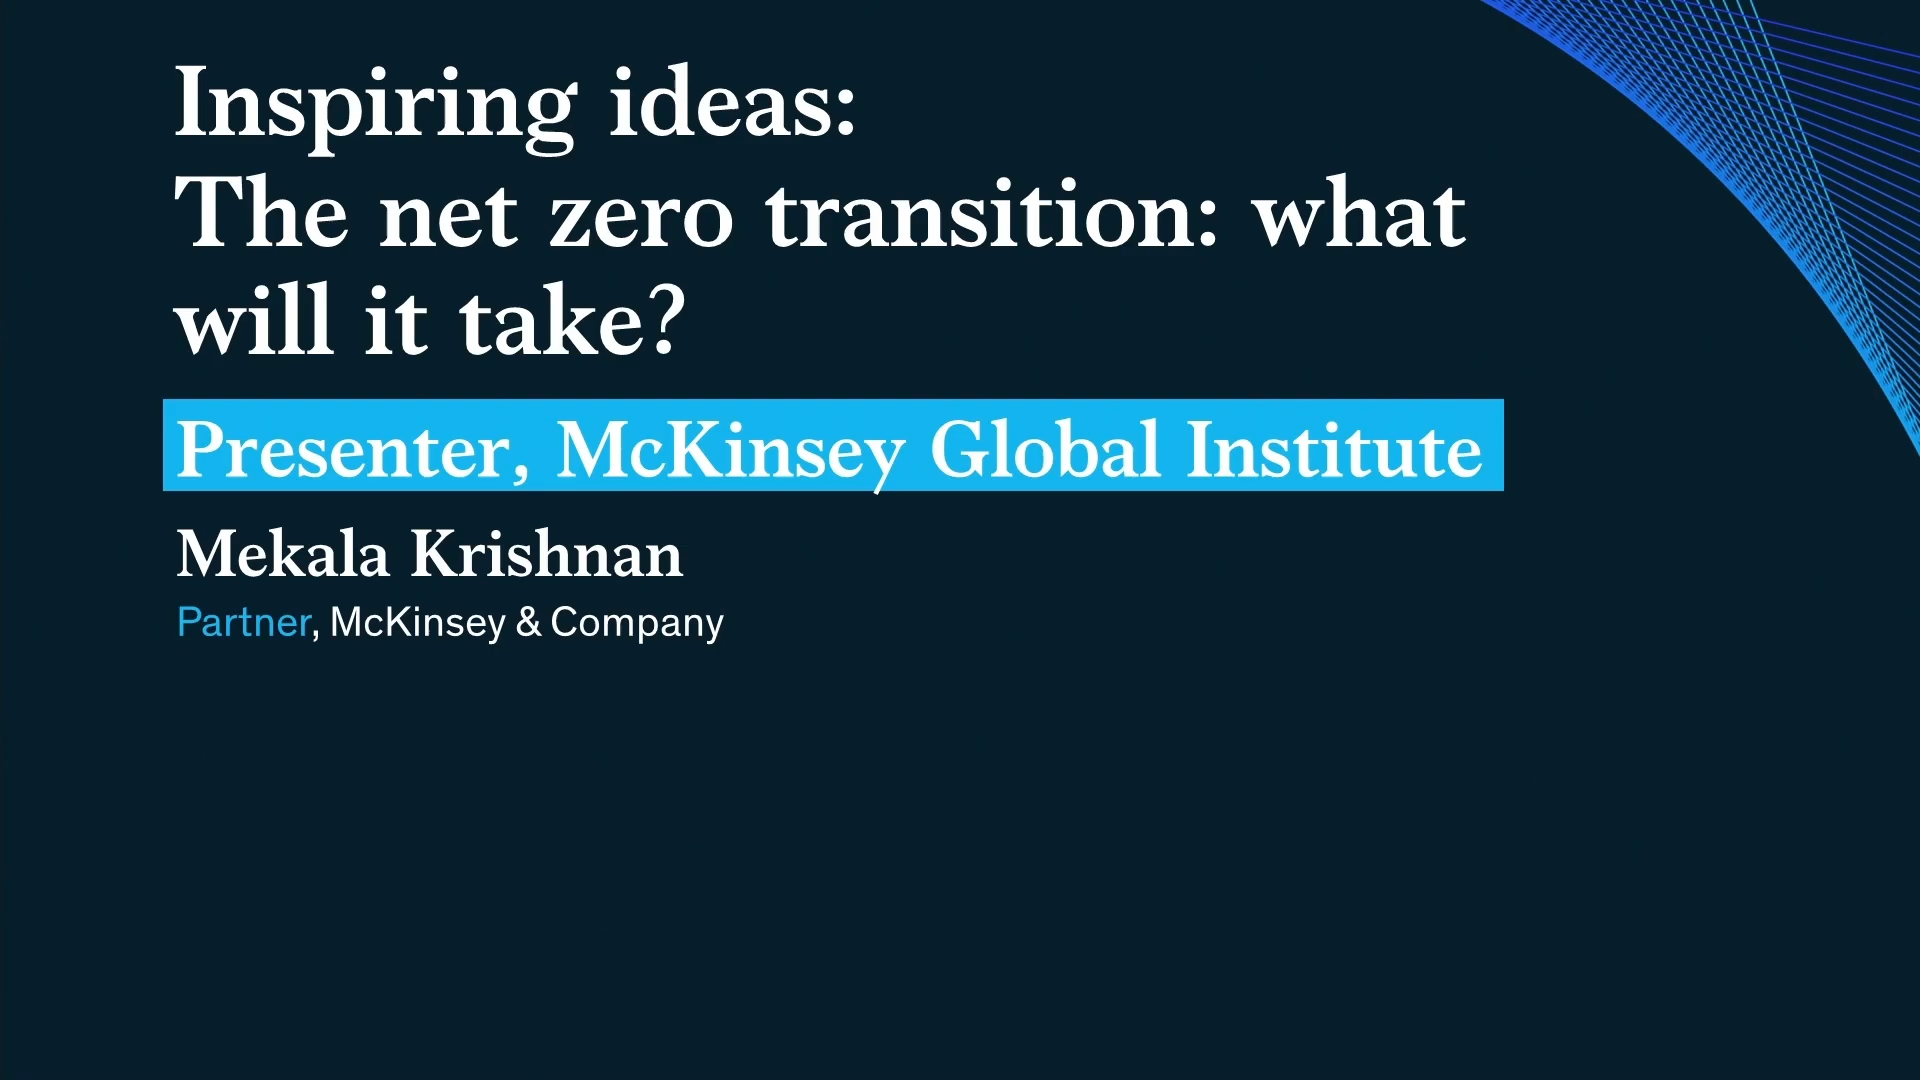 Inspiring ideas:
The net zero transition: what
will it take?
Presenter, McKinsey Global Institute
Mekala Krishnan
Partner, McKinsey & Company